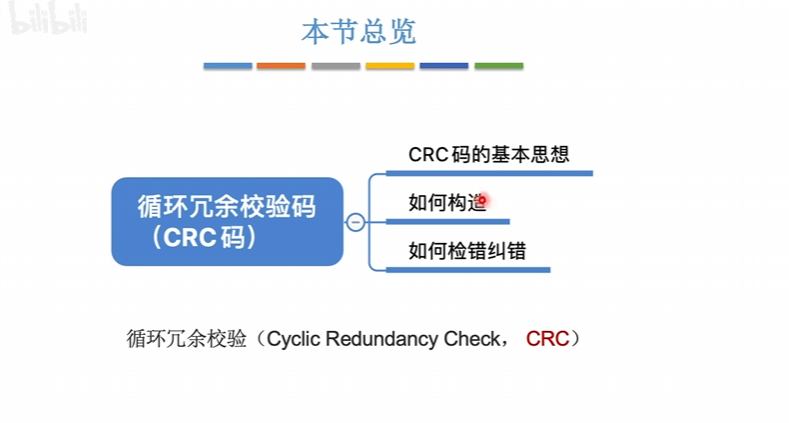 bilibili
本节总览
CRC码的基本思想
循环冗余校验码
（CRC码）
如何构造
如何检错纠错
循环冗余校验（Cyclic Redundancy Check， CRC）